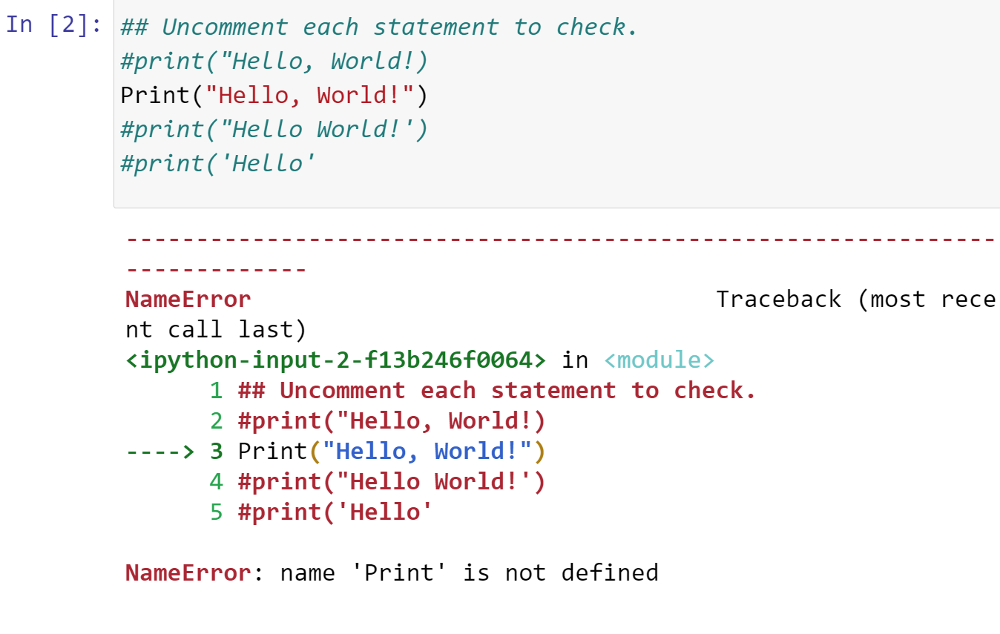 In [2]:
## Uncomment each statement to check.
#print("Hello, World!)
Print("Hello, World!")
#print("Hello World!')
#print('Hello'
--------------------------------------------------------------
-------------
NameError                                 Traceback (most rece
nt call last)
<ipython-input-2-f13b246f0064> in <module>
      1 ## Uncomment each statement to check.
      2 #print("Hello, World!)
----> 3 Print("Hello, World!")
      4 #print("Hello World!')
      5 #print('Hello'
NameError: name 'Print' is not defined